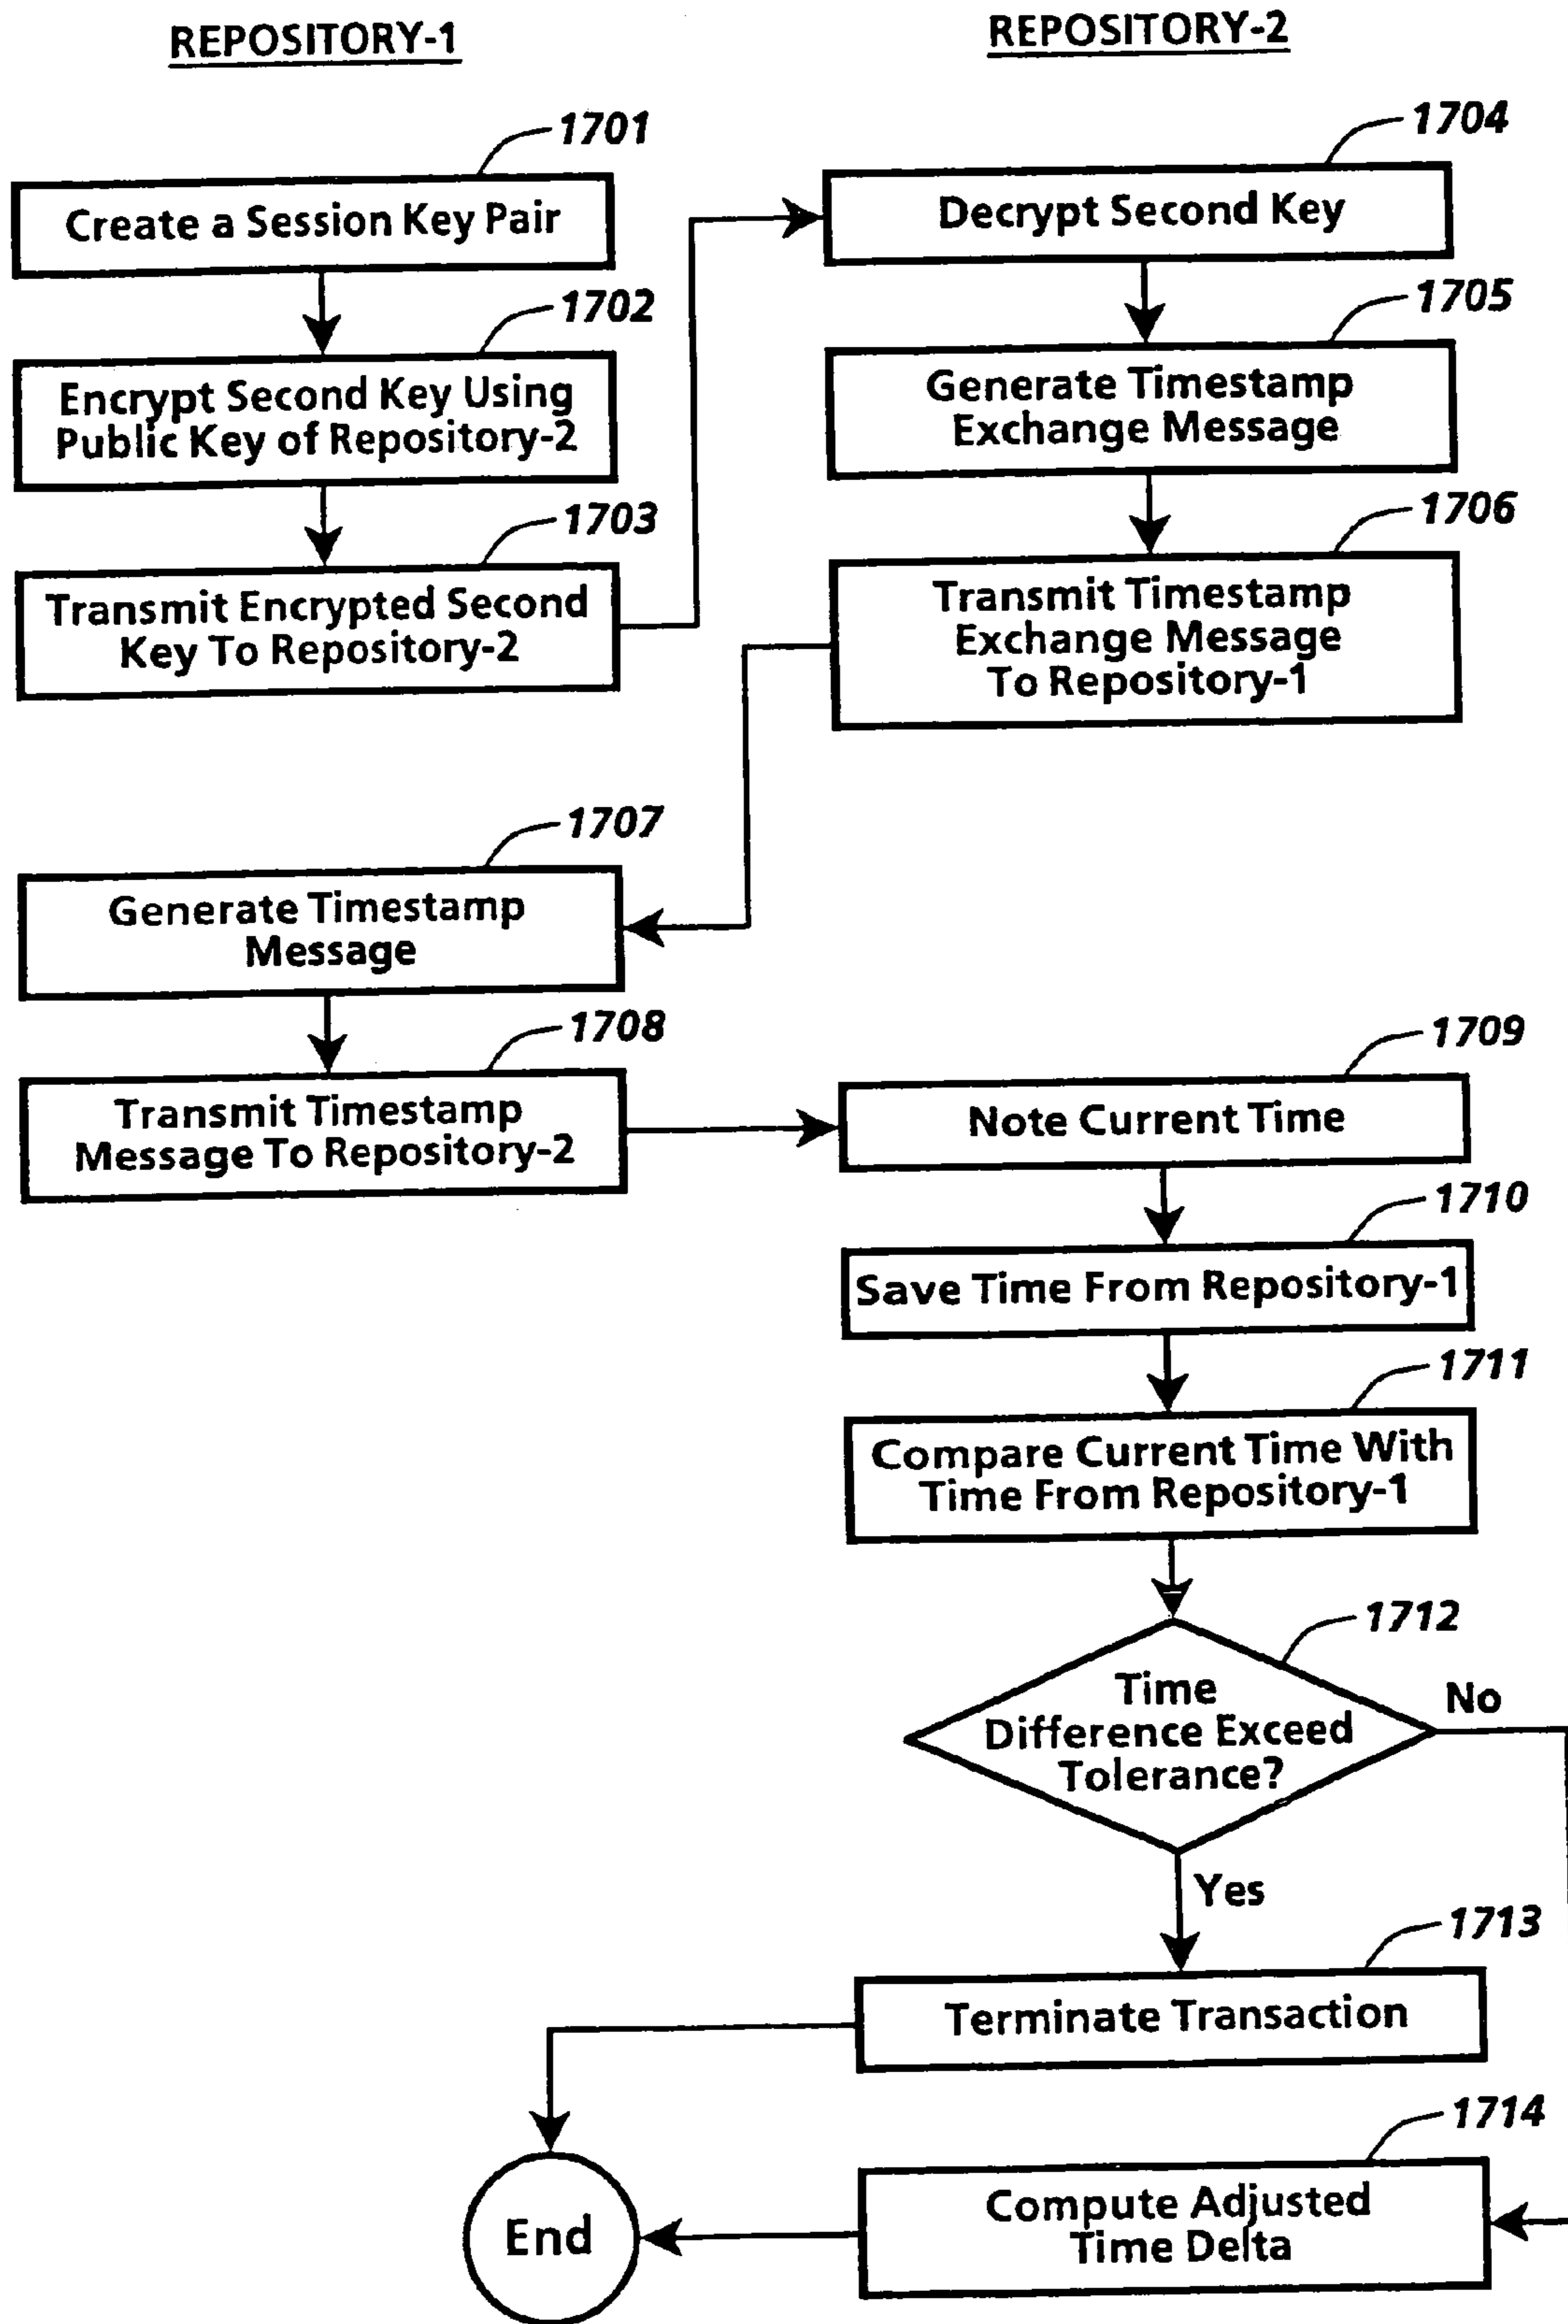 REPOSITORY-1
REPOSITORY-2
1701
Create a Session Key Pair
1702
Encrypt Second Key Using
Public Key of Repository-2
1703
Transmit Encrypted Second
Key To Repository-2
1704
Decrypt Second Key
1705
Generate Timestamp
Exchange Message
1706
Transmit Timestamp
Exchange Message
To Repository-1
1707
Generate Timestamp
Message
1708
Transmit Timestamp
Message To Repository-2
1709
Note Current Time
1710
Save Time From Repository-1
1711
Compare Current Time With
Time From Repository-1
1712
Time
Difference Exceed
Tolerance?
No
Yes
1713
Terminate Transaction
1714
Compute Adjusted
Time Delta
End